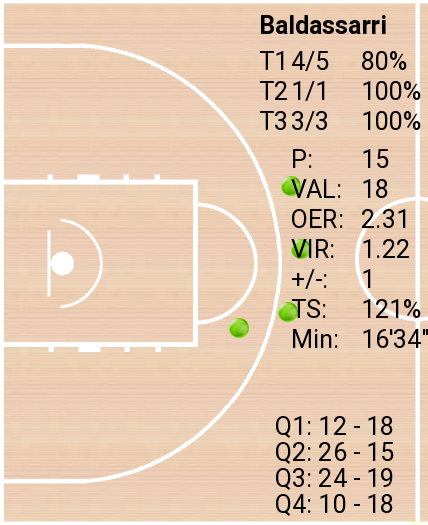 Baldassarri
T1 4/5 80%
T2 1/1 100%
T3 3/3 100%
P: 15
VAL: 18
OER: 2.31
VIR: 1.22
+/-: 1
TS: 121%
Min: 16'34"
Q1: 12 - 18
Q2: 26 - 15
Q3: 24 - 19
Q4: 10 - 18